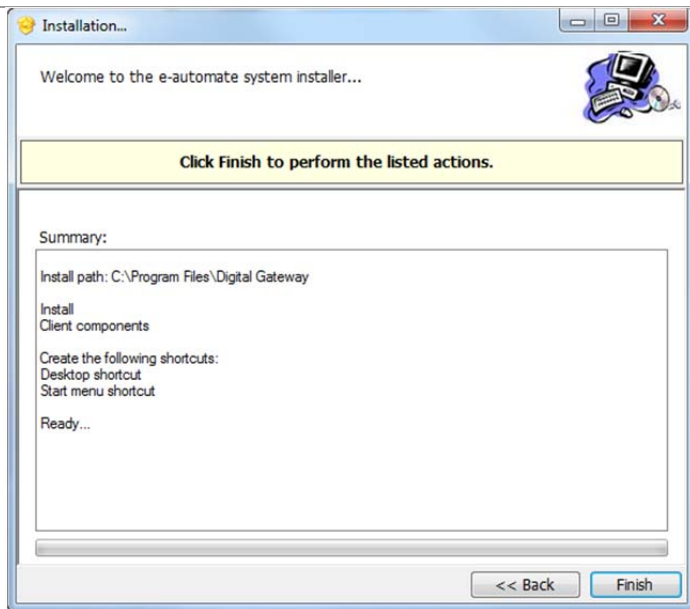 Installation...
Welcome to the e-automate system installer...
Click Finish to perform the listed actions.
Summary:
Install path: C:\Program Files\Digital Gateway
Install
Client components
Create the following shortcuts:
Desktop shortcut
Start menu shortcut
Ready...
<< Back
Finish